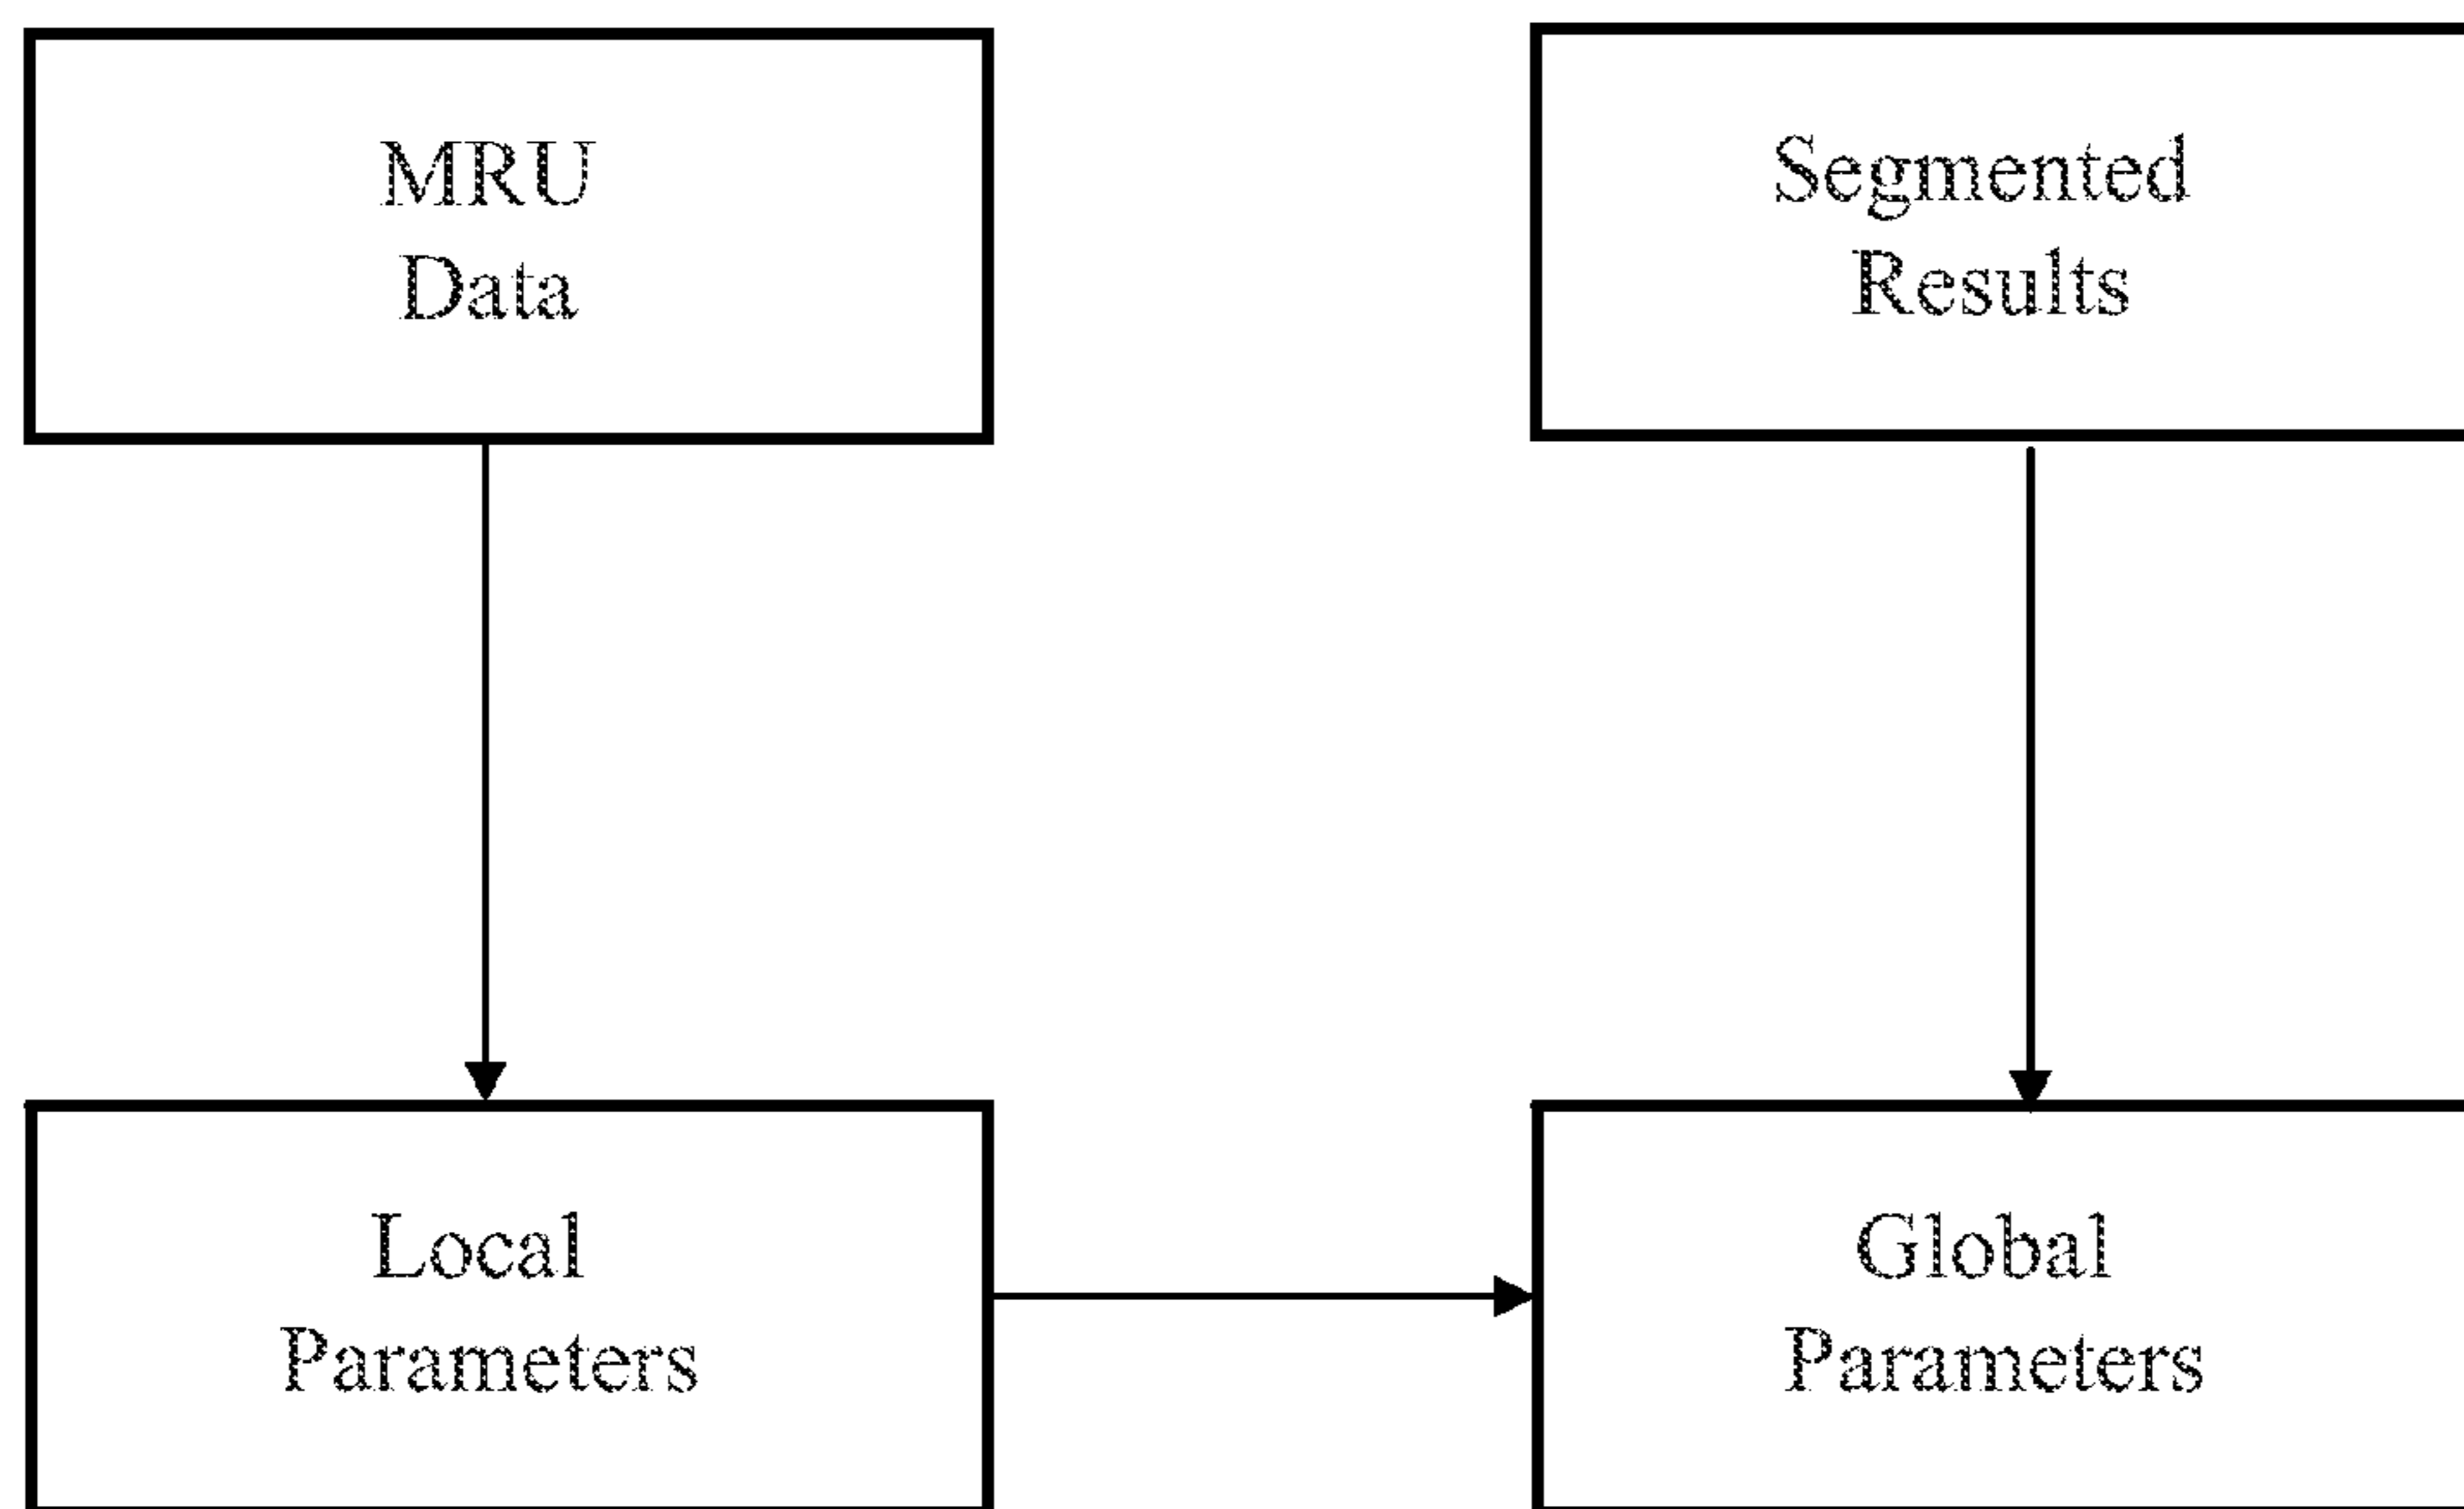 MRU
Data
Segmented
Results
Local
Parameters
Global
Parameters